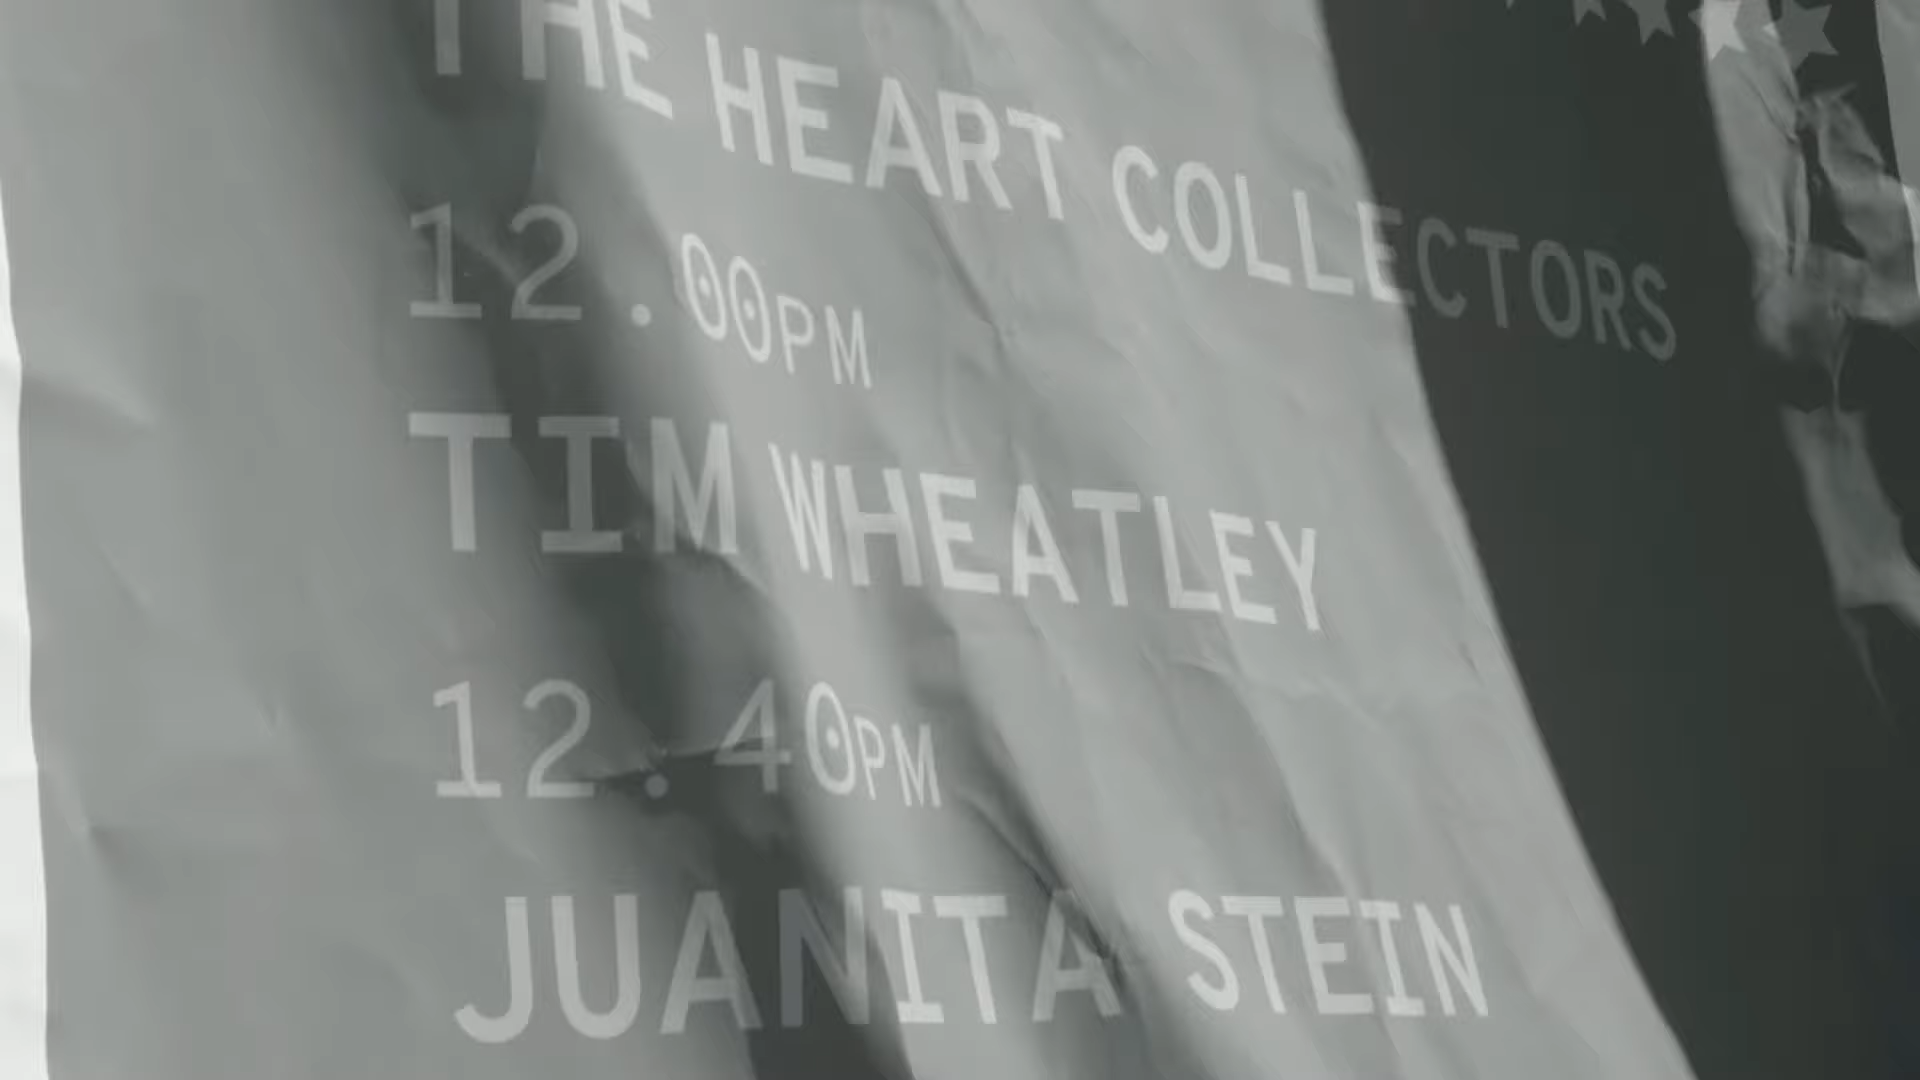 THE HEART COLLECTORS
12.00PM
TIM WHEATLEY
12.40PM
JUANITA STEIN